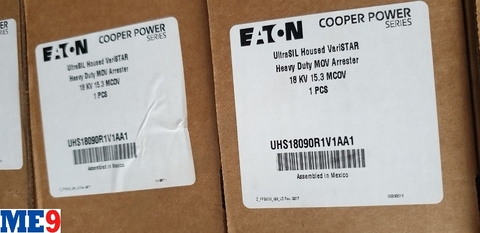 EATON COOPER POWER
SERIES
UltraSIL Housed VariSTAR
Heavy Duty MOV Arrester
18 KV 15.3 MCOV
1 PCS
UHS18090R1V1AA1
Assembled in Mexico
EATON COOPER POWER
SERIES
UltraSIL Housed VariSTAR
Heavy Duty MOV Arrester
18 KV 15.3 MCOV
1 PCS
UHS18090R1V1AA1
Assembled in Mexico
ME9